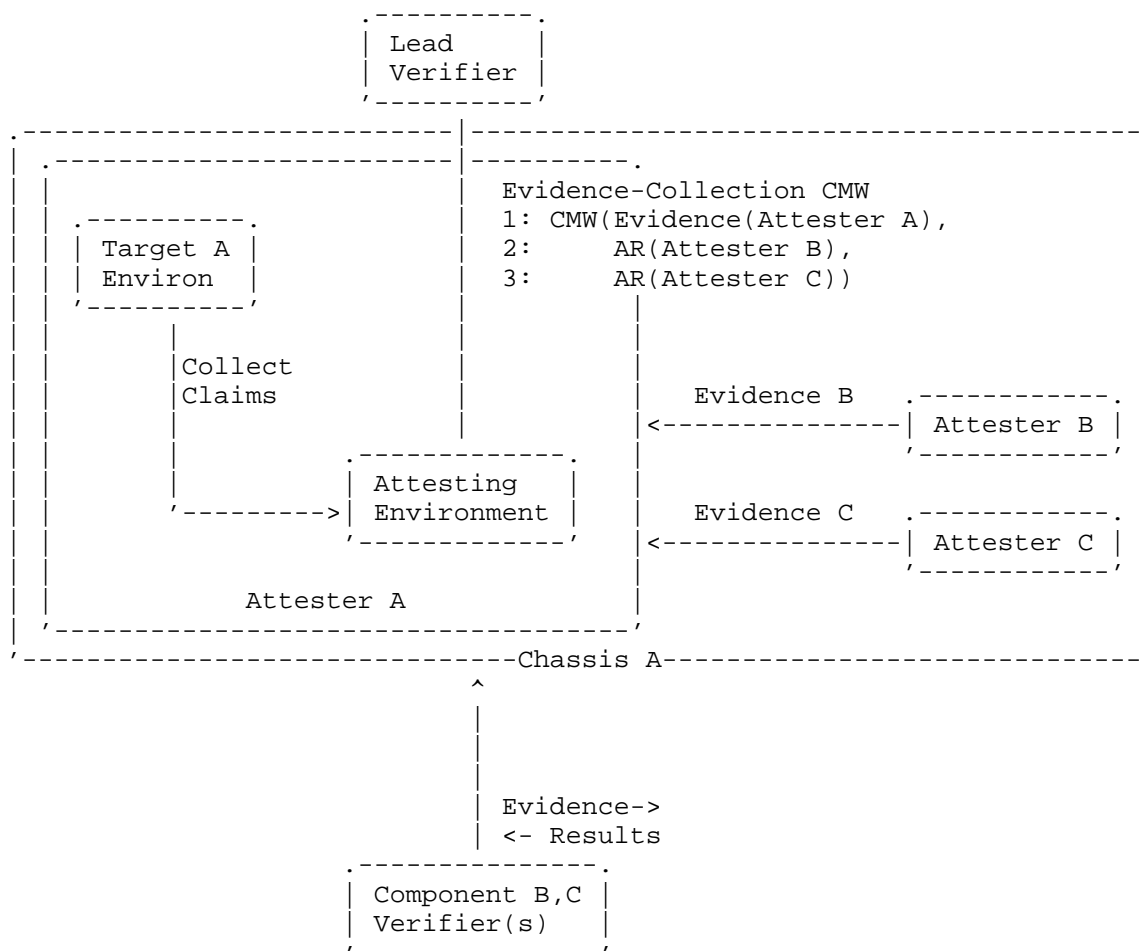 Lead
Verifier
Evidence-Collection CMW
1: CMW(Evidence(Attester A),
2:     AR(Attester B),
3:     AR(Attester C))
Target A
Environ
Collect
Claims
Evidence B
Attester B
Attesting
Environment
Evidence C
Attester C
Attester A
Chassis A
Evidence->
<- Results
Component B,C
Verifier(s)